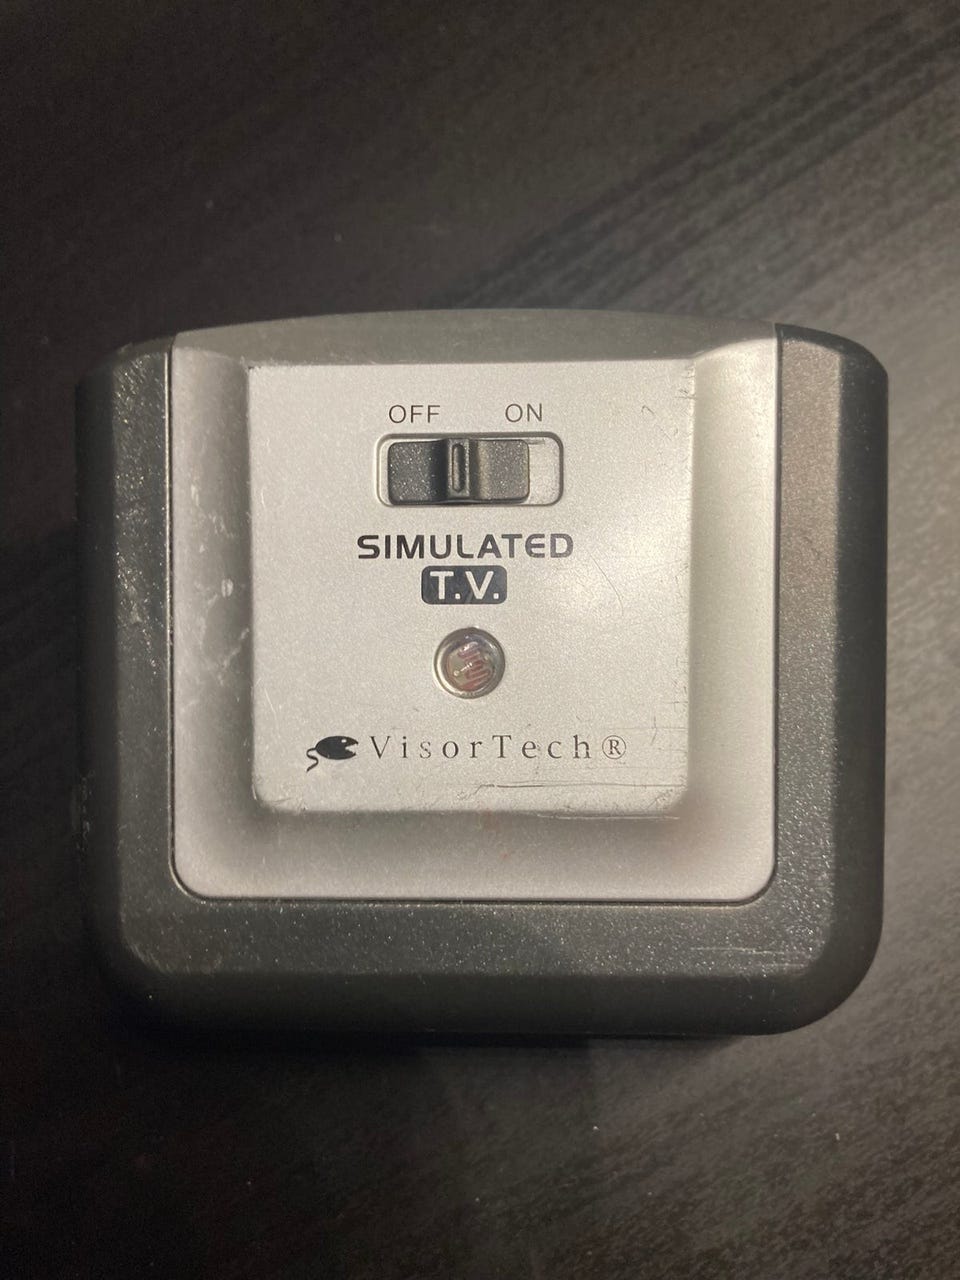 OFF ON
SIMULATED
T.V.
VisorTech®